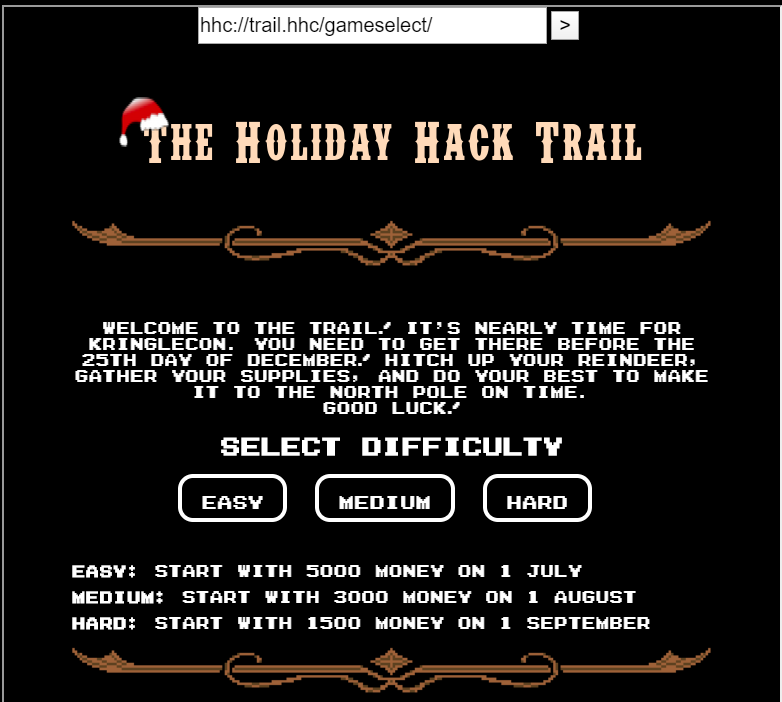 hhc://trail.hhc/gameselect/ >
The Holiday Hack Trail
WELCOME TO THE TRAIL! IT'S NEARLY TIME FOR
KRINGLECON. YOU NEED TO GET THERE BEFORE THE
25TH DAY OF DECEMBER! HITCH UP YOUR REINDEER,
GATHER YOUR SUPPLIES, AND DO YOUR BEST TO MAKE
IT TO THE NORTH POLE ON TIME.
GOOD LUCK!
SELECT DIFFICULTY
EASY MEDIUM HARD
EASY: START WITH 5000 MONEY ON 1 JULY
MEDIUM: START WITH 3000 MONEY ON 1 AUGUST
HARD: START WITH 1500 MONEY ON 1 SEPTEMBER